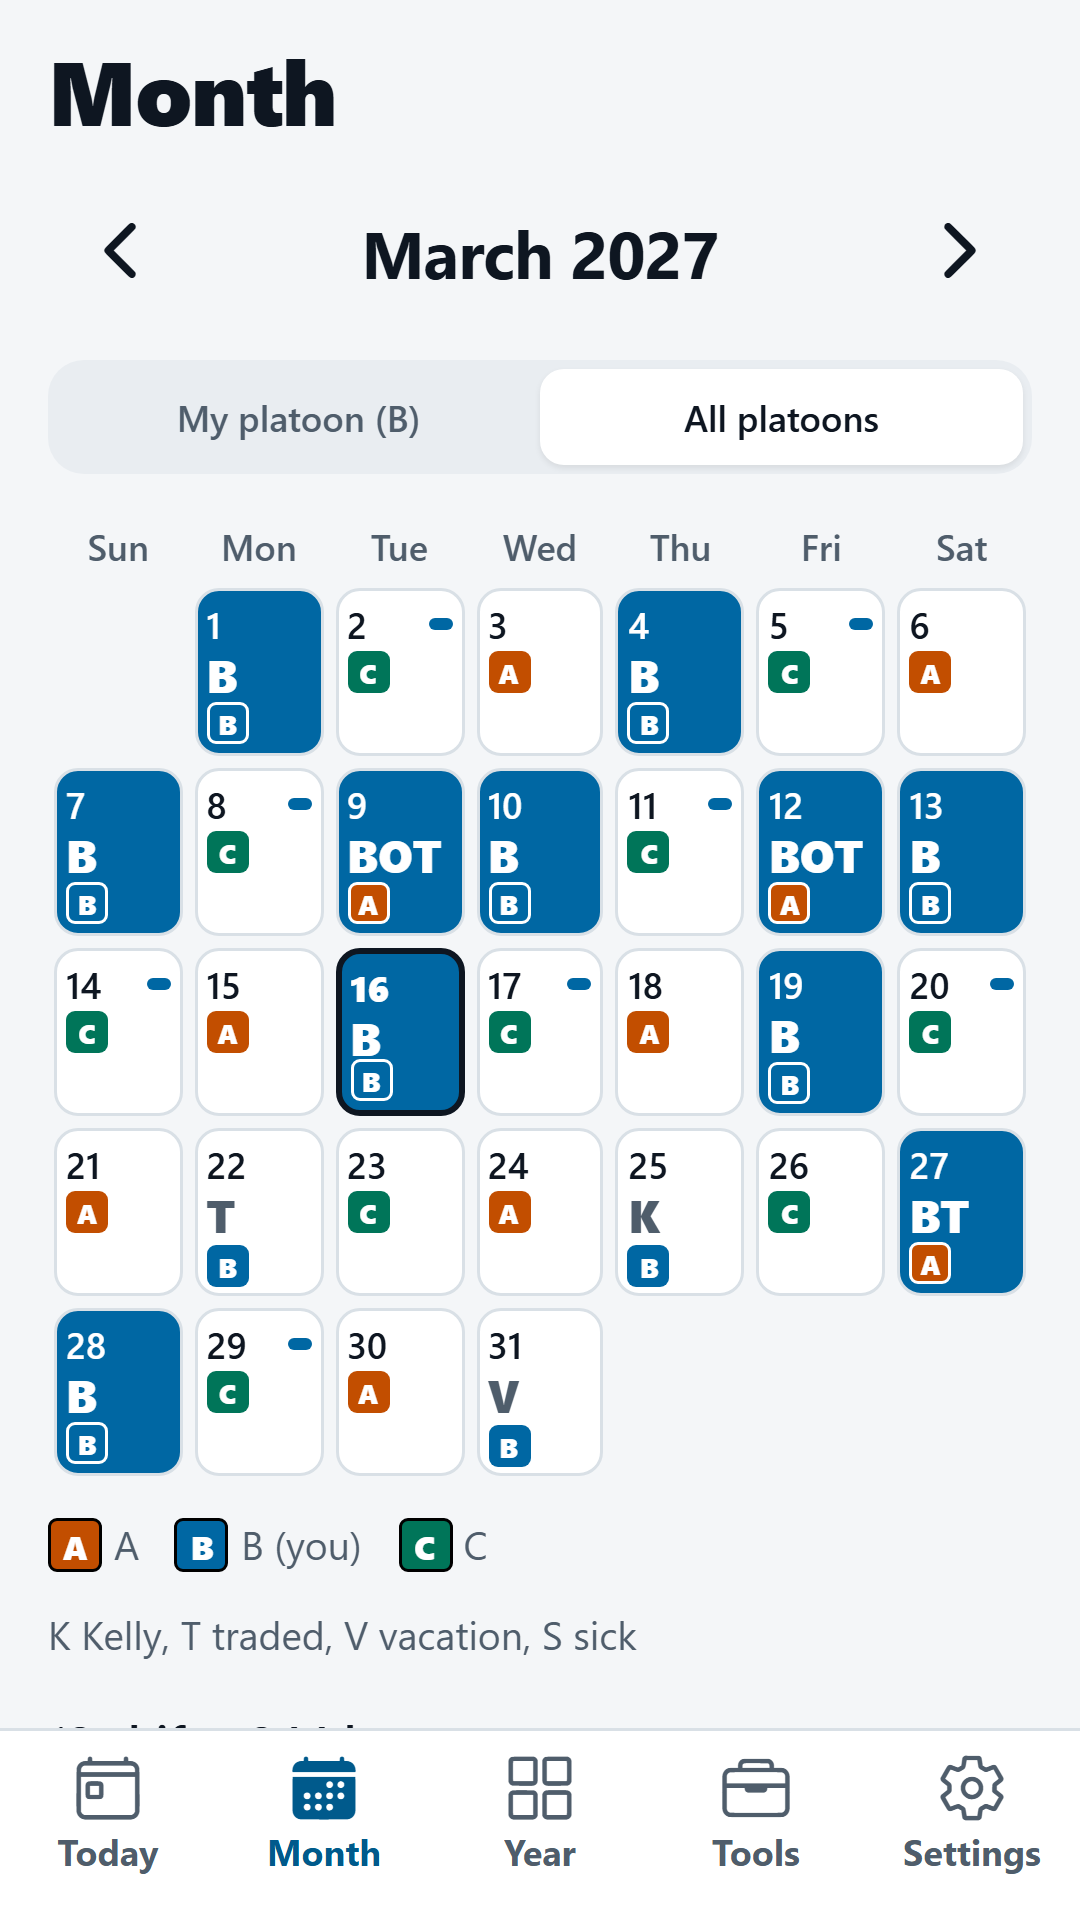 Month
March 2027
My platoon (B) All platoons
Sun Mon Tue Wed Thu Fri Sat
1 2 3 4 5 6
B B
B C A B C A
7 8 9 10 11 12 13
B BOT B BOT B
B C A B C A B
14 15 16 17 18 19 20
B B
C A B C A B C
21 22 23 24 25 26 27
T K BT
A B C A B C A
28 29 30 31
B V
B C A B
A A B B (you) C C
K Kelly, T traded, V vacation, S sick
Today Month Year Tools Settings